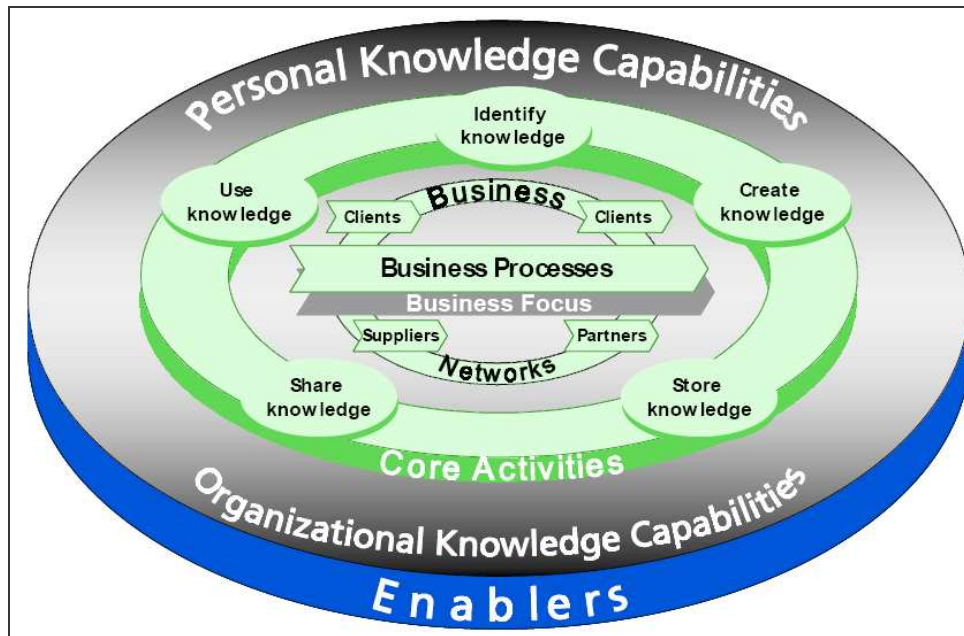 Personal Knowledge Capabilities
Identify
knowledge
Use
knowledge
Create
knowledge
Business
Clients
Clients
Business Processes
Business Focus
Suppliers
Partners
Networks
Share
knowledge
Store
knowledge
Core Activities
Organizational Knowledge Capabilities
Enablers